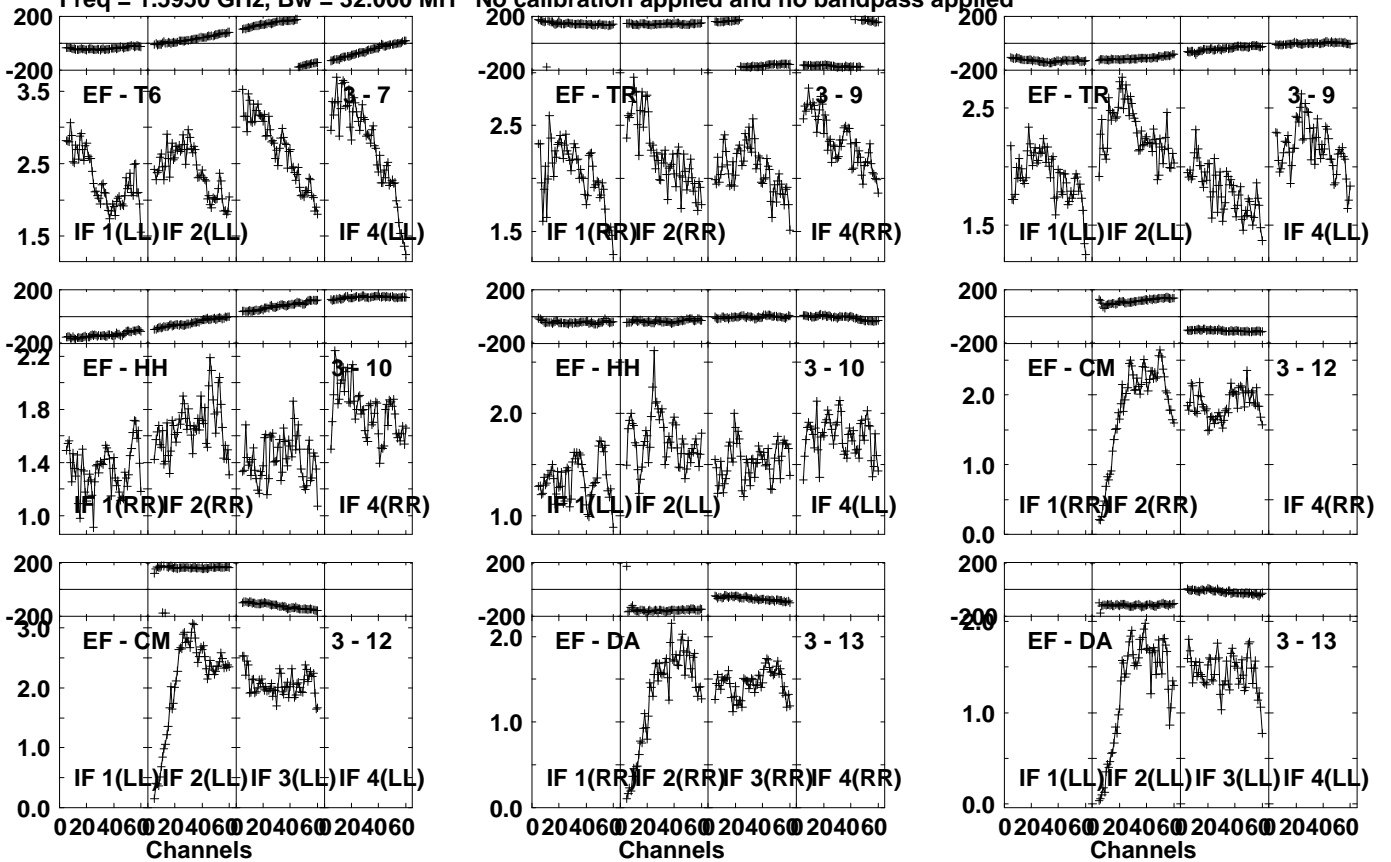 Freq = 1.5950 GHz, Bw = 32.000 MH No calibration applied and no bandpass applied
200
-200
EF - T6
3 - 7
3.5
2.5
1.5
IF 1(LL) IF 2(LL) IF 4(LL)
200
-200
EF - TR
3 - 9
2.5
1.5
IF 1(RR) IF 2(RR) IF 4(RR)
200
-200
EF - TR
3 - 9
2.5
1.5
IF 1(LL) IF 2(LL) IF 4(LL)
200
-200
EF - HH
3 - 10
2.2
1.8
1.4
1.0
IF 1(RR) IF 2(RR) IF 4(RR)
200
-200
EF - HH
3 - 10
2.0
1.0
IF 1(LL) IF 2(LL) IF 4(LL)
200
-200
EF - CM
3 - 12
2.0
1.0
0.0
IF 1(RR) IF 2(RR) IF 4(RR)
200
-200
EF - CM
3 - 12
3.0
2.0
1.0
0.0
IF 1(LL) IF 2(LL) IF 3(LL) IF 4(LL)
0 20 40 60 0 20 40 60 0 20 40 60 0 20 40 60
Channels
200
-200
EF - DA
3 - 13
2.0
1.0
0.0
IF 1(RR) IF 2(RR) IF 3(RR) IF 4(RR)
0 20 40 60 0 20 40 60 0 20 40 60 0 20 40 60
Channels
200
-200
EF - DA
3 - 13
2.0
1.0
0.0
IF 1(LL) IF 2(LL) IF 3(LL) IF 4(LL)
0 20 40 60 0 20 40 60 0 20 40 60 0 20 40 60
Channels